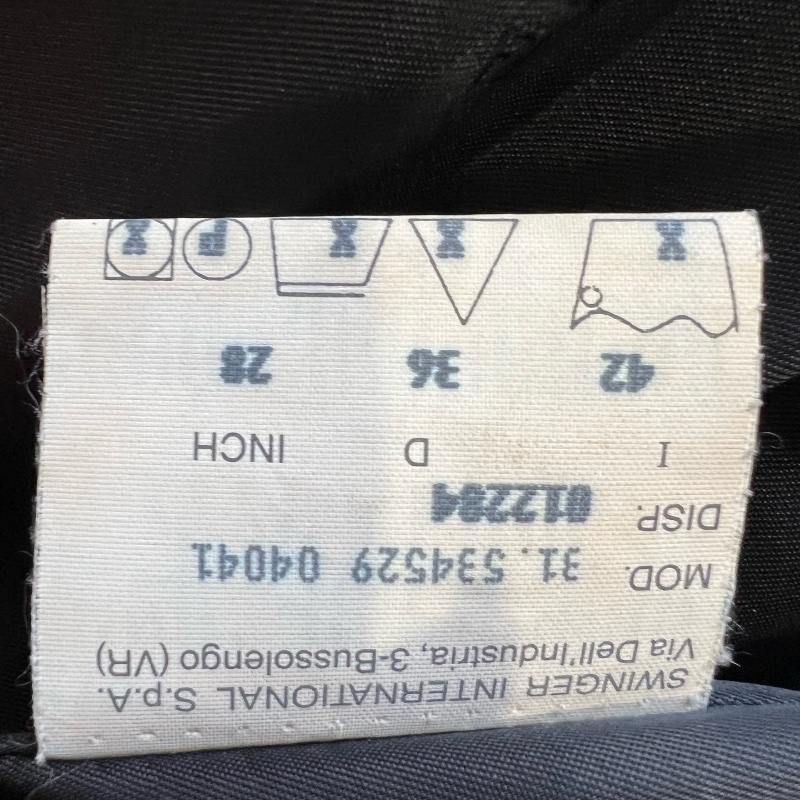 SWINGER INTERNATIONAL S.p.A.
Via Dell'Industria, 3-Bussolengo (VR)
MOD. 31.534529 04041
DISP. 012284
I D INCH
42 36 28
X X X P X